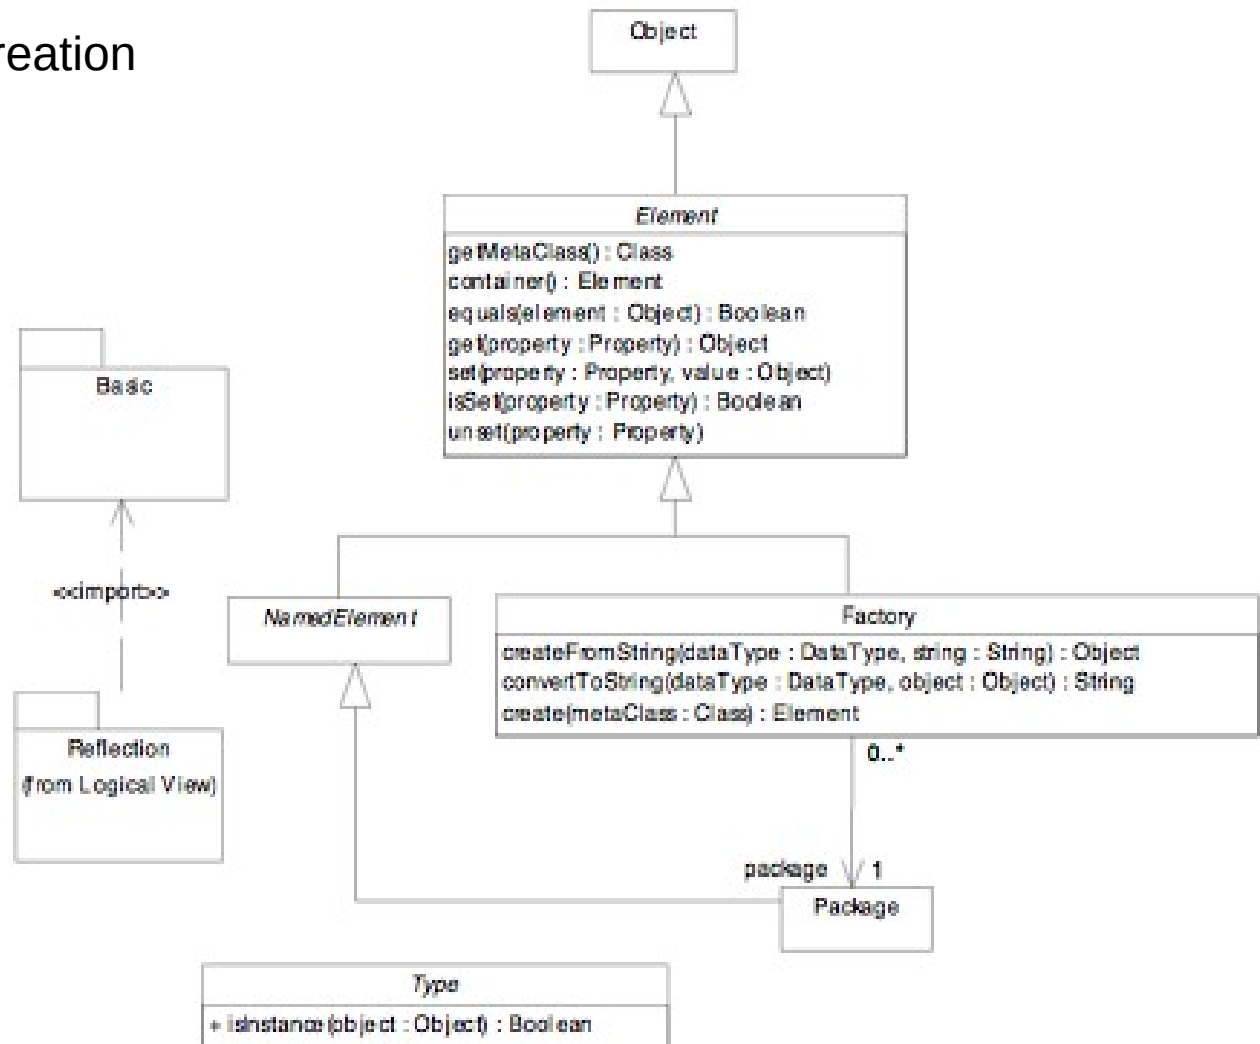 reation
Object
Element
getMetaClass() : Class
container() : Element
equals(element : Object) : Boolean
get(property : Property) : Object
set(property : Property, value : Object)
isSet(property : Property) : Boolean
unset(property : Property)
Basic
<<import>>
NamedElement
Factory
createFromString(dataType : DataType, string : String) : Object
convertToString(dataType : DataType, object : Object) : String
create(metaClass : Class) : Element
0..*
Reflection
(from Logical View)
package 1
Package
Type
+ isInstance(object : Object) : Boolean